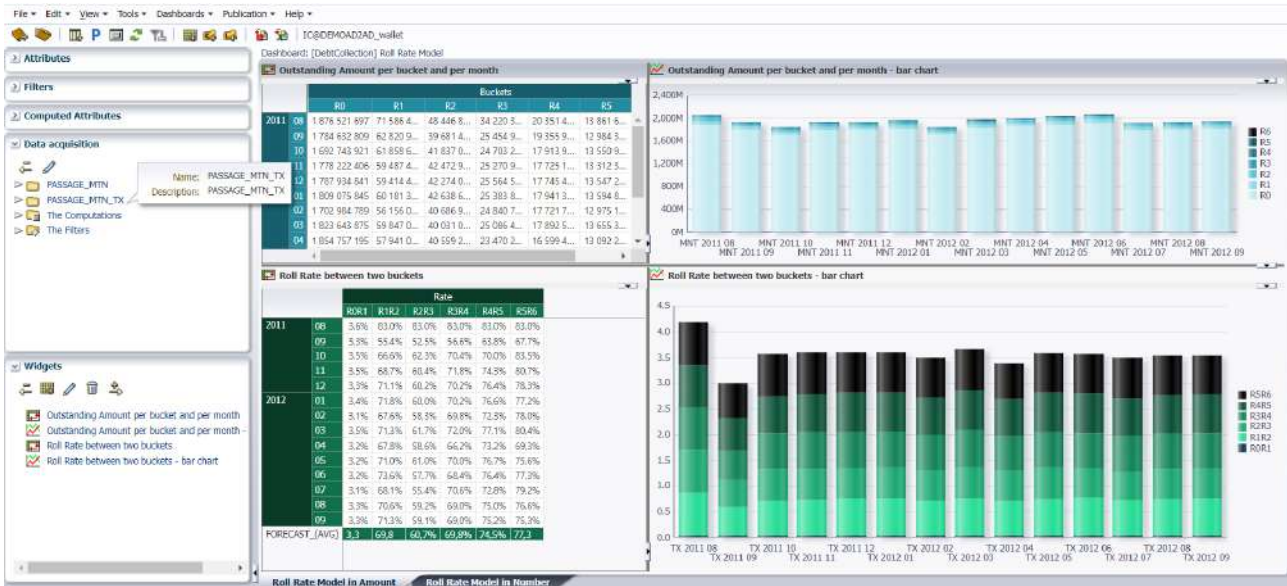 File Edit View Tools Dashboards Publication Help
IC@DEMOAD2AD_wallet
Dashboard: [DebtCollection] Roll Rate Model
Attributes
Filters
Computed Attributes
Data acquisition
PASSAGE_MTN
PASSAGE_MTN_TX
The Computations
The Filters
Name: PASSAGE_MTN_TX
Description: PASSAGE_MTN_TX
Widgets
Outstanding Amount per bucket and per month
Outstanding Amount per bucket and per month -
Roll Rate between two buckets
Roll Rate between two buckets - bar chart
Outstanding Amount per bucket and per month
Buckets
R0 R1 R2 R3 R4 R5
2011 08 1 876 521 697 71 586 4... 48 446 8... 34 220 3... 20 351 4... 13 861 6...
09 1 784 632 809 62 820 9... 39 681 4... 25 454 9... 19 355 9... 12 984 3...
10 1 692 743 921 61 858 6... 41 837 0... 24 703 2... 17 913 9... 13 550 9...
11 1 778 222 406 59 487 4... 42 472 9... 25 270 9... 17 725 1... 13 312 3...
12 1 787 934 841 59 414 4... 42 274 0... 25 564 5... 17 745 4... 13 547 2...
01 1 809 075 845 60 181 3... 42 638 6... 25 383 8... 17 941 3... 13 594 8...
02 1 702 984 789 56 156 0... 40 686 9... 24 840 7... 17 721 7... 12 975 1...
03 1 823 643 875 59 847 0... 40 031 0... 25 086 4... 17 892 5... 13 655 3...
04 1 854 757 195 57 941 0... 40 559 2... 23 470 2... 16 599 4... 13 092 2...
Outstanding Amount per bucket and per month - bar chart
2,400M
2,000M
1,600M
1,200M
800M
400M
0M
MNT 2011 08 MNT 2011 10 MNT 2011 12 MNT 2012 02 MNT 2012 04 MNT 2012 06 MNT 2012 08
MNT 2011 09 MNT 2011 11 MNT 2012 01 MNT 2012 03 MNT 2012 05 MNT 2012 07 MNT 2012 09
R6
R5
R4
R3
R2
R1
R0
Roll Rate between two buckets
Rate
R0R1 R1R2 R2R3 R3R4 R4R5 R5R6
2011 08 3.6% 83.0% 83.0% 83.0% 83.0% 83.0%
09 5.3% 55.4% 52.5% 56.6% 63.8% 67.7%
10 3.5% 66.6% 62.3% 70.4% 70.0% 83.5%
11 3.5% 68.7% 60.4% 71.8% 74.3% 80.7%
12 3.3% 71.1% 60.2% 70.2% 76.4% 78.3%
2012 01 3.4% 71.8% 60.0% 70.2% 76.6% 77.2%
02 3.1% 67.6% 58.3% 69.8% 72.3% 78.0%
03 3.5% 71.3% 61.7% 72.0% 77.1% 80.4%
04 3.2% 67.8% 58.6% 66.2% 73.2% 69.3%
05 3.2% 71.0% 61.0% 70.0% 76.7% 75.6%
06 3.2% 73.6% 57.7% 68.4% 76.4% 77.3%
07 3.1% 68.1% 55.4% 70.6% 72.8% 79.2%
08 3.3% 70.6% 59.2% 69.0% 75.0% 76.6%
09 3.3% 71.3% 59.1% 69.0% 75.2% 75.3%
FORECAST_(AVG) 3,3 69,8 60,7% 69,8% 74,5% 77,3
Roll Rate between two buckets - bar chart
4.5
4.0
3.5
3.0
2.5
2.0
1.5
1.0
0.5
0.0
TX 2011 08 TX 2011 10 TX 2011 12 TX 2012 02 TX 2012 04 TX 2012 06 TX 2012 08
TX 2011 09 TX 2011 11 TX 2012 01 TX 2012 03 TX 2012 05 TX 2012 07 TX 2012 09
R5R6
R4R5
R3R4
R2R3
R1R2
R0R1
Roll Rate Model in Amount Roll Rate Model in Number